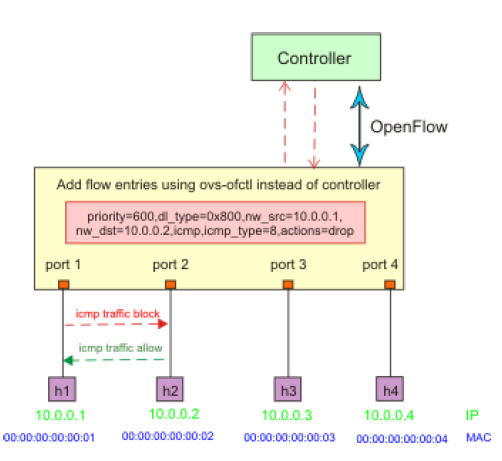 Controller
OpenFlow
Add flow entries using ovs-ofctl instead of controller
priority=600,dl_type=0x800,nw_src=10.0.0.1,
nw_dst=10.0.0.2,icmp,icmp_type=8,actions=drop
port 1 port 2 port 3 port 4
icmp traffic block
icmp traffic allow
h1 h2 h3 h4
10.0.0.1 10.0.0.2 10.0.0.3 10.0.0.4 IP
00:00:00:00:00:01 00:00:00:00:00:02 00:00:00:00:00:03 00:00:00:00:00:04 MAC